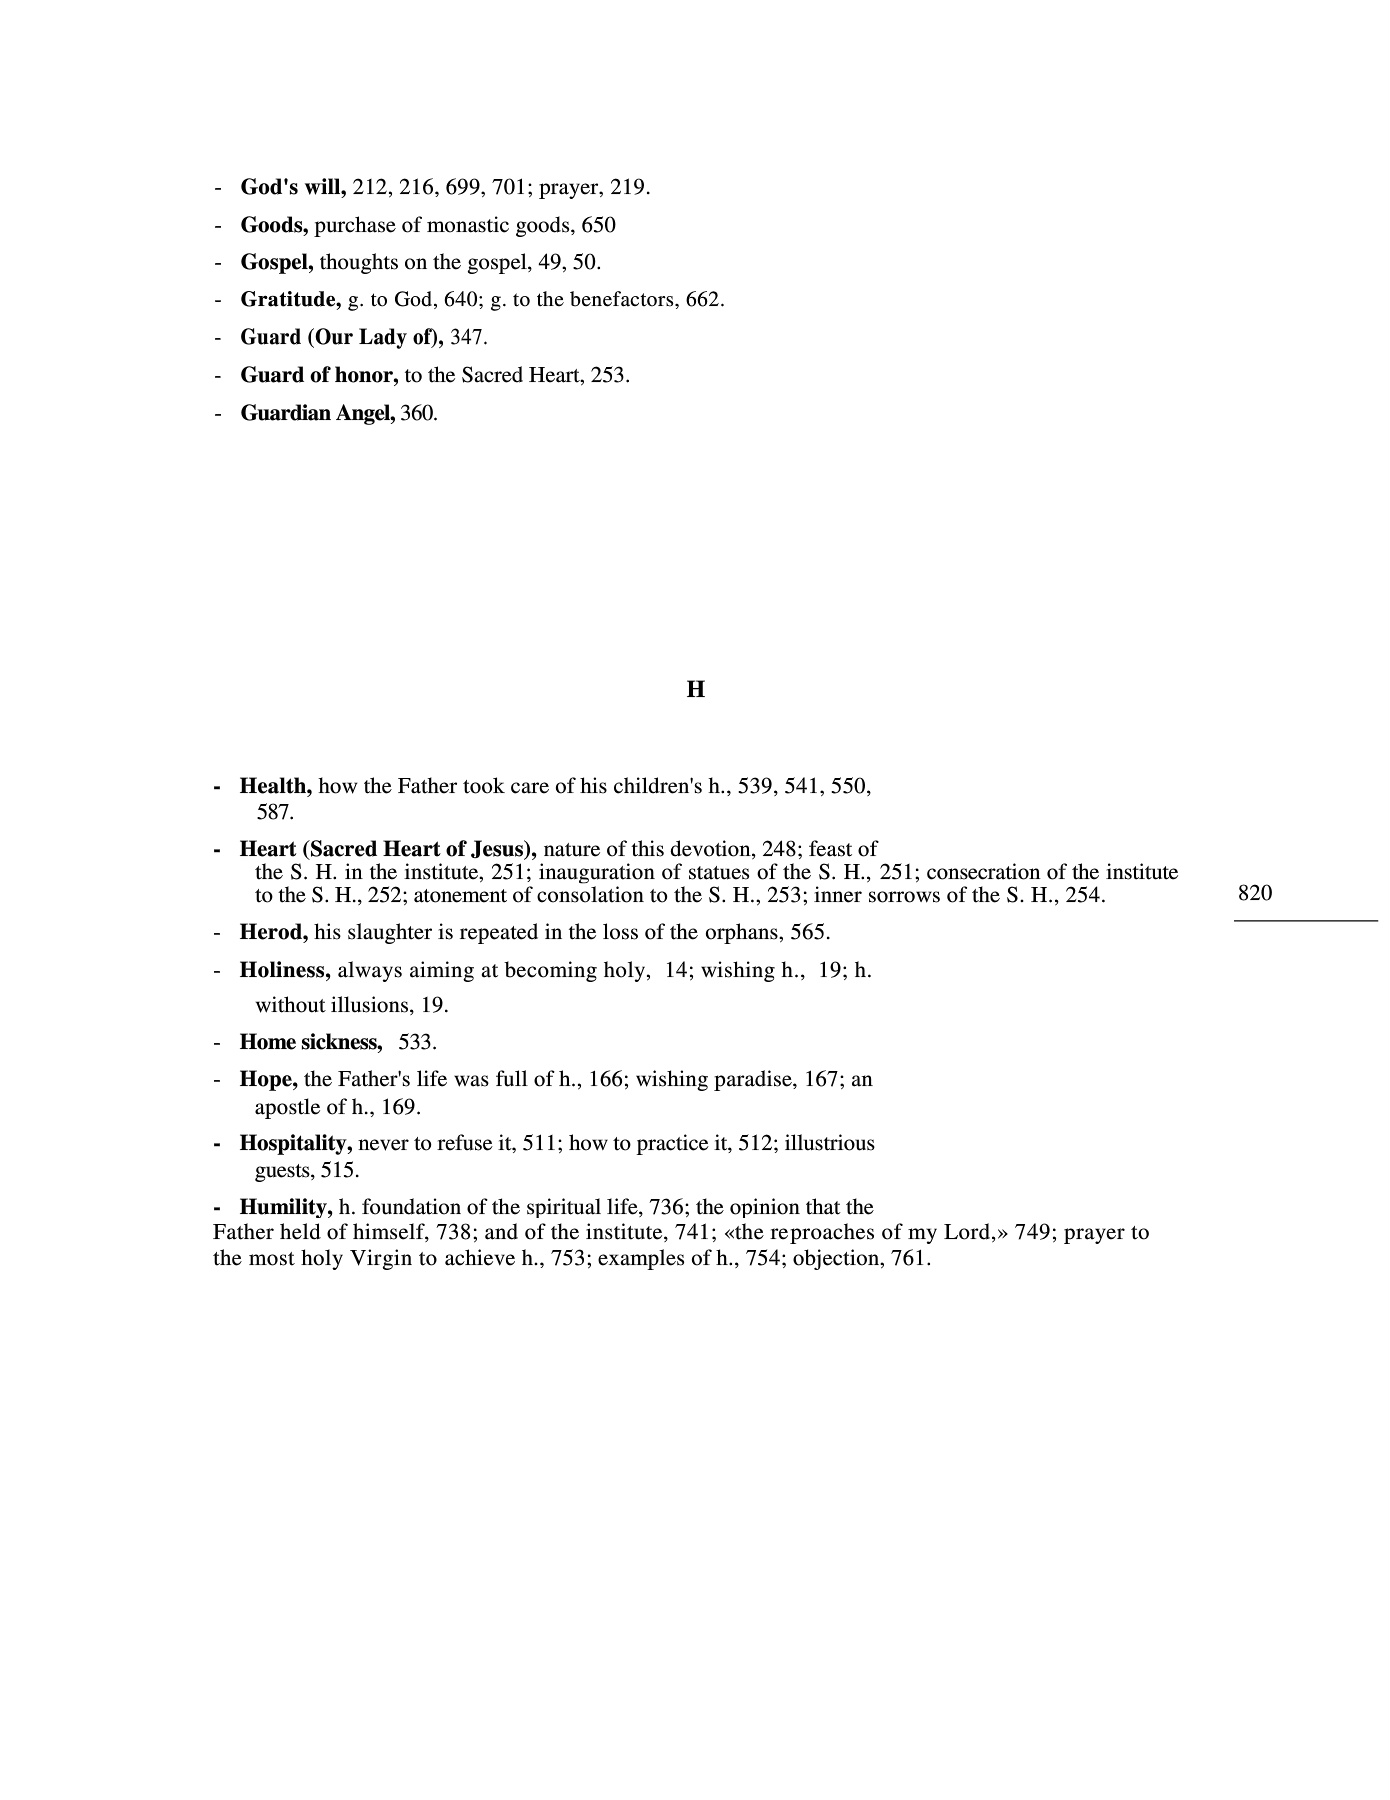 - God's will, 212, 216, 699, 701; prayer, 219.
- Goods, purchase of monastic goods, 650
- Gospel, thoughts on the gospel, 49, 50.
- Gratitude, g. to God, 640; g. to the benefactors, 662.
- Guard (Our Lady of), 347.
- Guard of honor, to the Sacred Heart, 253.
- Guardian Angel, 360.
H
- Health, how the Father took care of his children's h., 539, 541, 550,
587.
- Heart (Sacred Heart of Jesus), nature of this devotion, 248; feast of
the S. H. in the institute, 251; inauguration of statues of the S. H., 251; consecration of the institute
to the S. H., 252; atonement of consolation to the S. H., 253; inner sorrows of the S. H., 254.
820
- Herod, his slaughter is repeated in the loss of the orphans, 565.
- Holiness, always aiming at becoming holy, 14; wishing h., 19; h.
without illusions, 19.
- Home sickness, 533.
- Hope, the Father's life was full of h., 166; wishing paradise, 167; an
apostle of h., 169.
- Hospitality, never to refuse it, 511; how to practice it, 512; illustrious
guests, 515.
- Humility, h. foundation of the spiritual life, 736; the opinion that the
Father held of himself, 738; and of the institute, 741; «the reproaches of my Lord,» 749; prayer to
the most holy Virgin to achieve h., 753; examples of h., 754; objection, 761.